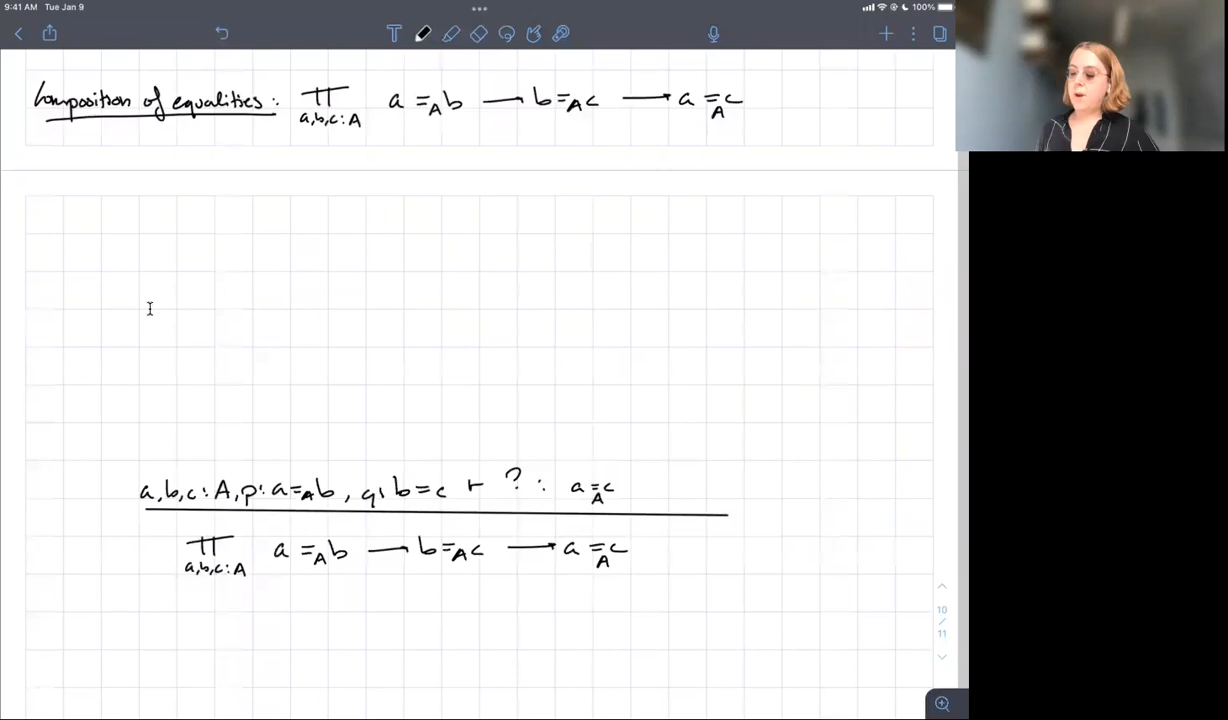 9:41 AM Tue Jan 9
100%
Composition of equalities: Π a =_A b → b =_A c → a =_A c
a,b,c : A
a,b,c : A, p : a =_A b, q : b = c ⊢ ? : a =_A c
Π a =_A b → b =_A c → a =_A c
a,b,c : A
10
/
11